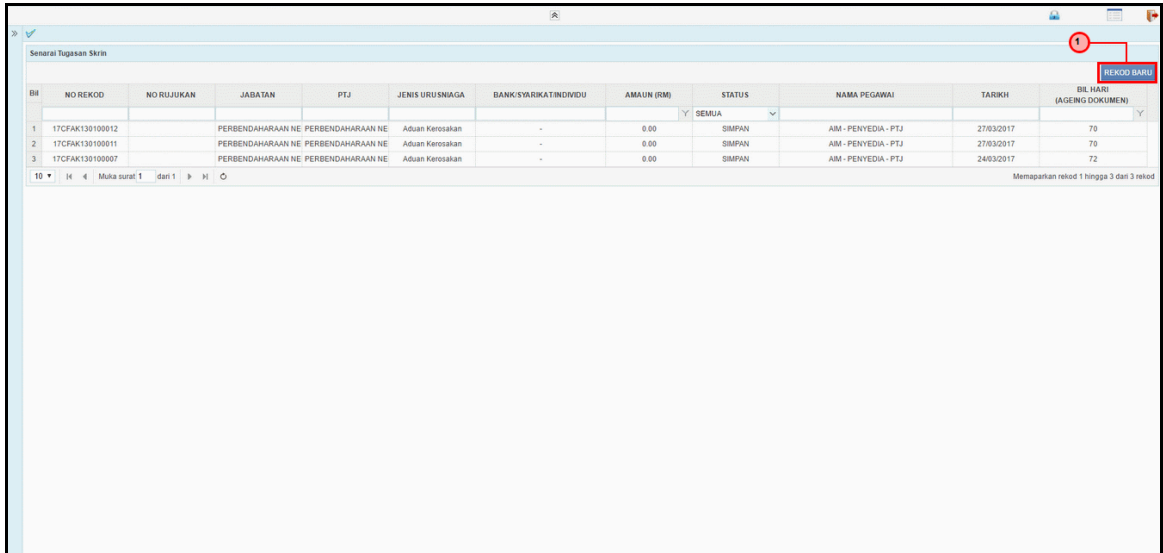 1
Senarai Tugasan Skrin
REKOD BARU
Bil NO REKOD NO RUJUKAN JABATAN PTJ JENIS URUSNIAGA BANK/SYARIKAT/INDIVIDU AMAUN (RM) STATUS NAMA PEGAWAI TARIKH BIL HARI
(AGEING DOKUMEN)
SEMUA
1 17CFAK130100012 PERBENDAHARAAN NE PERBENDAHARAAN NE Aduan Kerosakan - 0.00 SIMPAN AIM - PENYEDIA - PTJ 27/03/2017 70
2 17CFAK130100011 PERBENDAHARAAN NE PERBENDAHARAAN NE Aduan Kerosakan - 0.00 SIMPAN AIM - PENYEDIA - PTJ 27/03/2017 70
3 17CFAK130100007 PERBENDAHARAAN NE PERBENDAHARAAN NE Aduan Kerosakan - 0.00 SIMPAN AIM - PENYEDIA - PTJ 24/03/2017 72
10 Muka surat 1 dari 1 Memaparkan rekod 1 hingga 3 dari 3 rekod